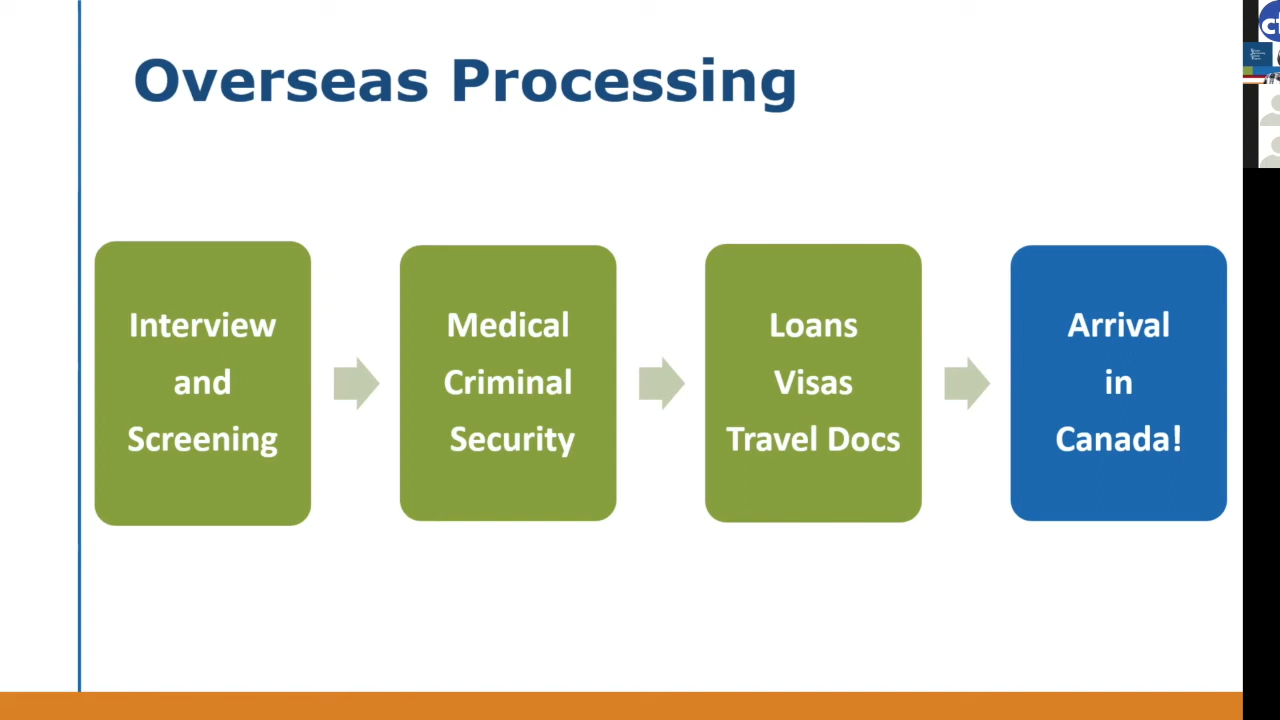 Overseas Processing
Interview
and
Screening
Medical
Criminal
Security
Loans
Visas
Travel Docs
Arrival
in
Canada!